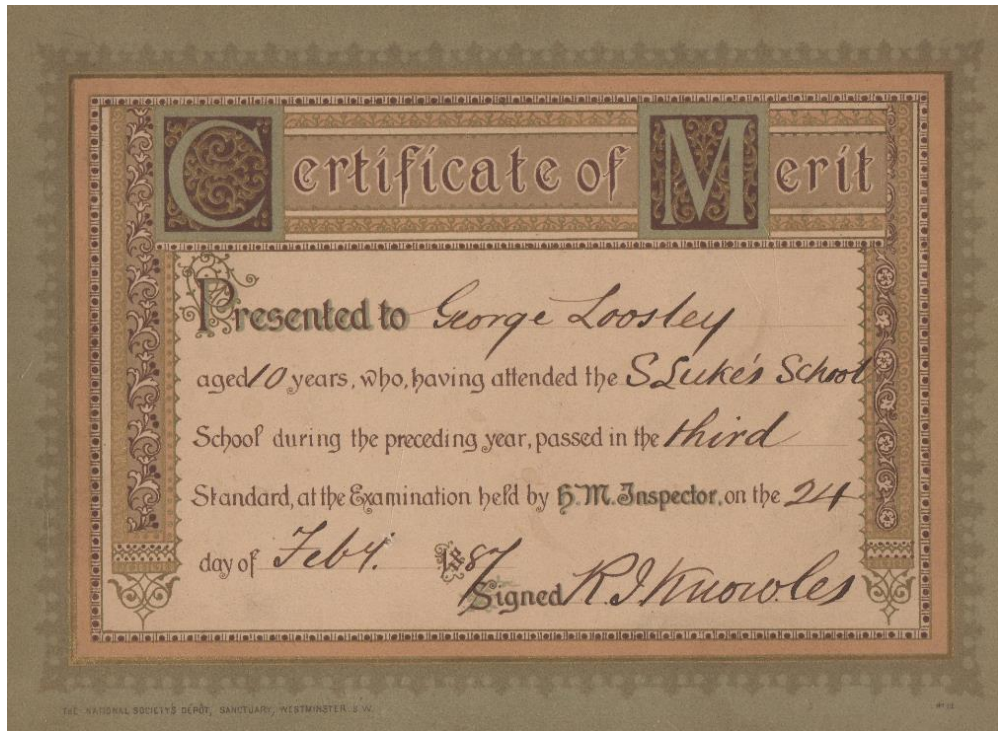 Certificate of Merit
Presented to George Loosley
aged 10 years, who, having attended the S Luke's School
School during the preceding year, passed in the third
Standard, at the Examination held by H.M. Inspector, on the 24
day of Feby. 1887
Signed R J Knowles
THE NATIONAL SOCIETY'S DEPÔT, SANCTUARY, WESTMINSTER S.W.